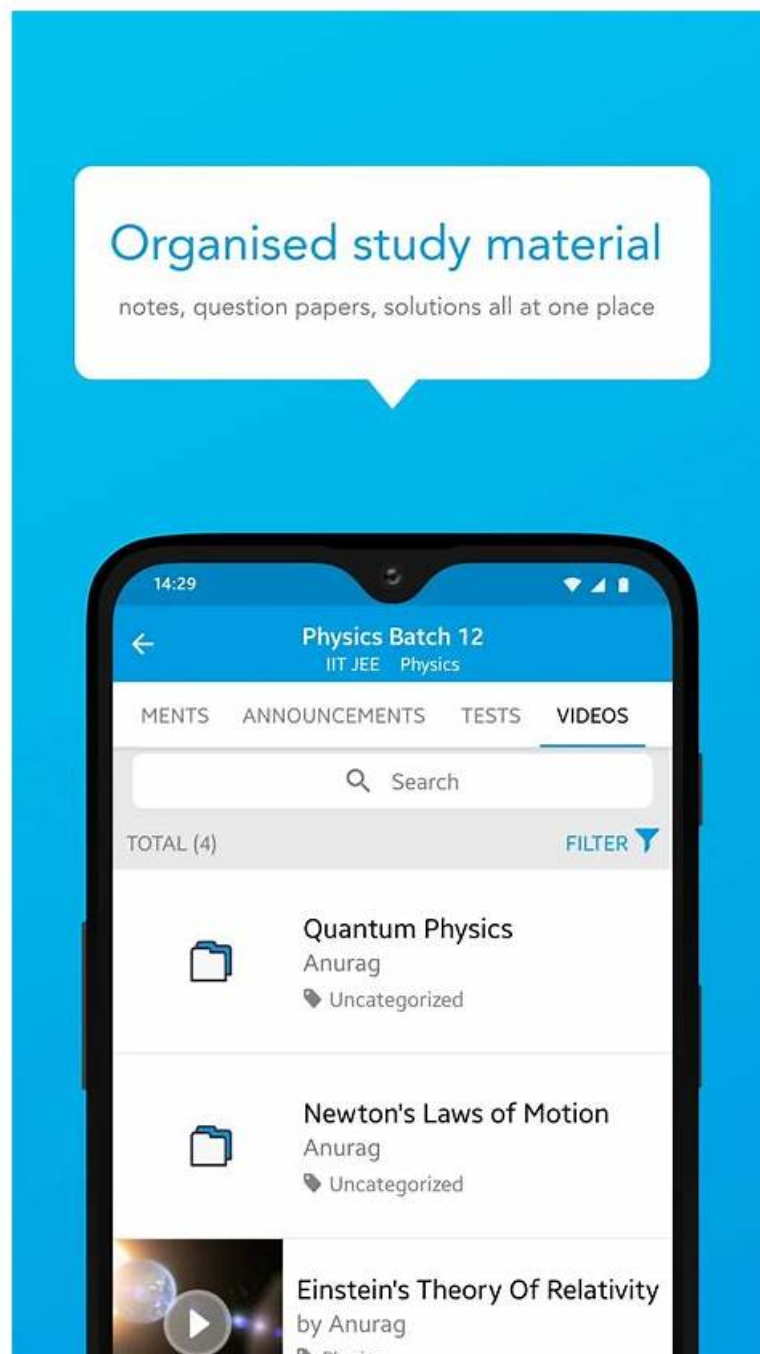 Organised study material
notes, question papers, solutions all at one place
14:29
Physics Batch 12
IIT JEE Physics
MENTS ANNOUNCEMENTS TESTS VIDEOS
Search
TOTAL (4) FILTER
Quantum Physics
Anurag
Uncategorized
Newton's Laws of Motion
Anurag
Uncategorized
Einstein's Theory Of Relativity
by Anurag